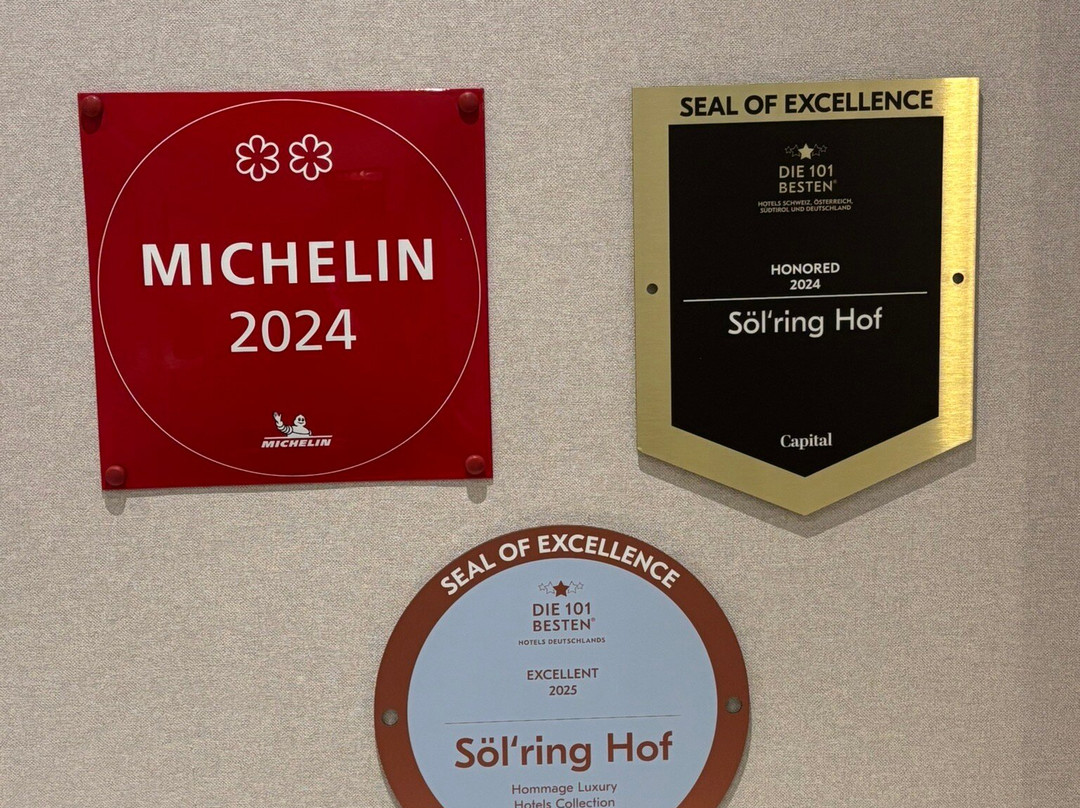 MICHELIN
2024
MICHELIN
SEAL OF EXCELLENCE
DIE 101
BESTEN®
HOTELS SCHWEIZ, ÖSTERREICH,
SÜDTIROL UND DEUTSCHLAND
HONORED
2024
Söl'ring Hof
Capital
SEAL OF EXCELLENCE
DIE 101
BESTEN®
HOTELS DEUTSCHLANDS
EXCELLENT
2025
Söl'ring Hof
Hommage Luxury
Hotels Collection